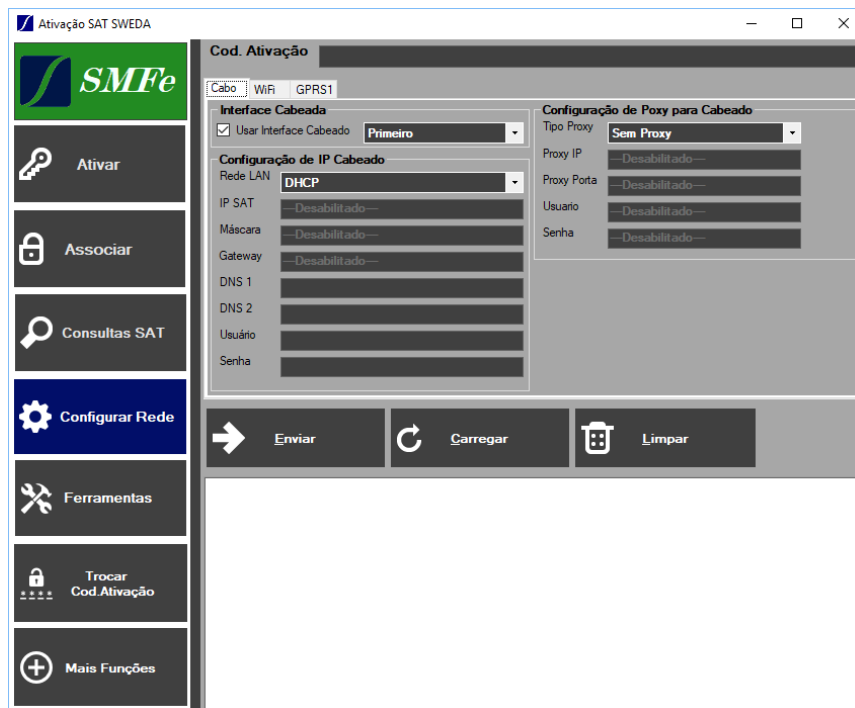 Ativação SAT SWEDA
SMFe
Ativar
Associar
Consultas SAT
Configurar Rede
Ferramentas
Trocar
Cod.Ativação
Mais Funções
Cod. Ativação
Cabo WiFi GPRS1
Interface Cabeada
Usar Interface Cabeado Primeiro
Configuração de IP Cabeado
Rede LAN DHCP
IP SAT ---Desabilitado---
Máscara ---Desabilitado---
Gateway ---Desabilitado---
DNS 1
DNS 2
Usuário
Senha
Configuração de Poxy para Cabeado
Tipo Proxy Sem Proxy
Proxy IP ---Desabilitado---
Proxy Porta ---Desabilitado---
Usuario ---Desabilitado---
Senha ---Desabilitado---
Enviar Carregar Limpar